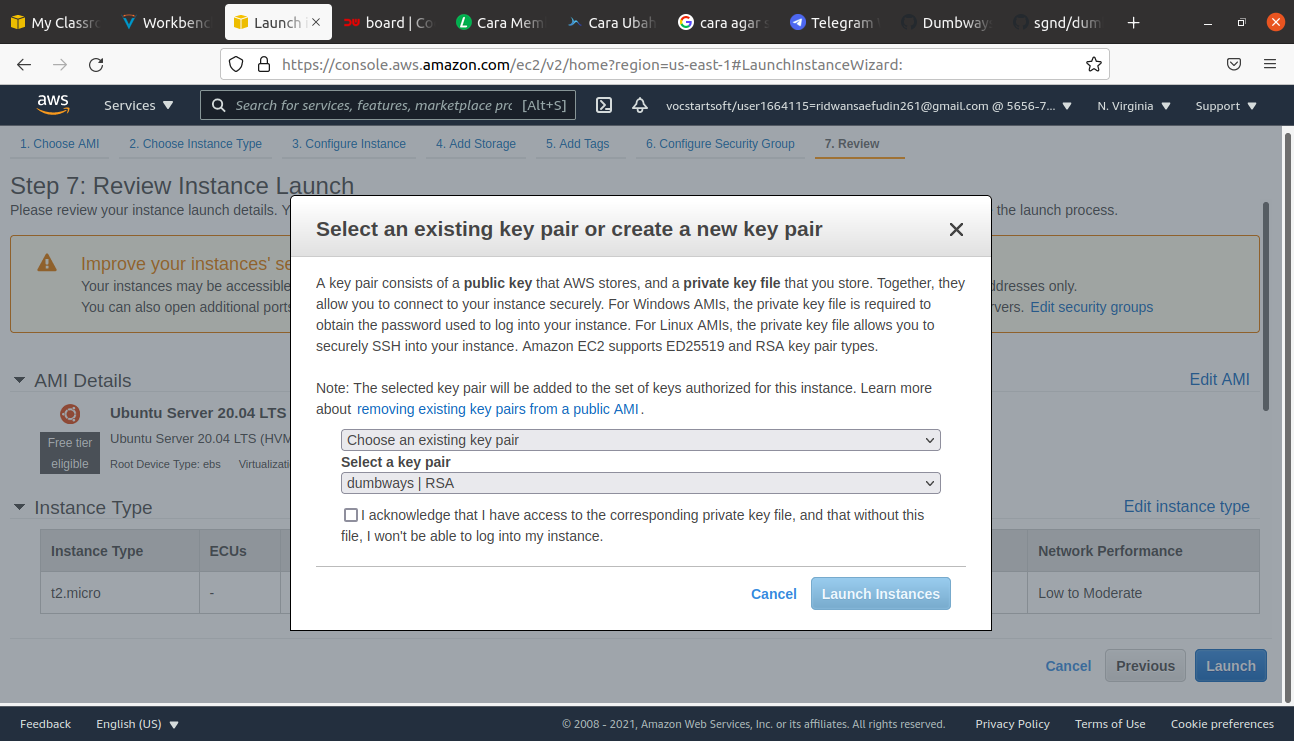 My Classro
Workbenc
Launch i
board | Co
Cara Mem
Cara Ubah
cara agar s
Telegram W
Dumbways
sgnd/dum
https://console.aws.amazon.com/ec2/v2/home?region=us-east-1#LaunchInstanceWizard:
aws
Services
Search for services, features, marketplace prc [Alt+S]
vocstartsoft/user1664115=ridwansaefudin261@gmail.com @ 5656-7...
N. Virginia
Support
1. Choose AMI
2. Choose Instance Type
3. Configure Instance
4. Add Storage
5. Add Tags
6. Configure Security Group
7. Review
Step 7: Review Instance Launch
Please review your instance launch details. Y the launch process.
Improve your instances' se
Your instances may be accessible ddresses only.
You can also open additional ports rvers. Edit security groups
Select an existing key pair or create a new key pair
A key pair consists of a public key that AWS stores, and a private key file that you store. Together, they
allow you to connect to your instance securely. For Windows AMIs, the private key file is required to
obtain the password used to log into your instance. For Linux AMIs, the private key file allows you to
securely SSH into your instance. Amazon EC2 supports ED25519 and RSA key pair types.
Note: The selected key pair will be added to the set of keys authorized for this instance. Learn more
about removing existing key pairs from a public AMI.
Choose an existing key pair
Select a key pair
dumbways | RSA
I acknowledge that I have access to the corresponding private key file, and that without this
file, I won't be able to log into my instance.
Cancel
Launch Instances
AMI Details
Edit AMI
Ubuntu Server 20.04 LTS
Free tier
eligible
Ubuntu Server 20.04 LTS (HVM
Root Device Type: ebs Virtualizati
Instance Type
Edit instance type
Instance Type
ECUs
Network Performance
t2.micro
-
Low to Moderate
Cancel
Previous
Launch
Feedback
English (US)
© 2008 - 2021, Amazon Web Services, Inc. or its affiliates. All rights reserved.
Privacy Policy
Terms of Use
Cookie preferences